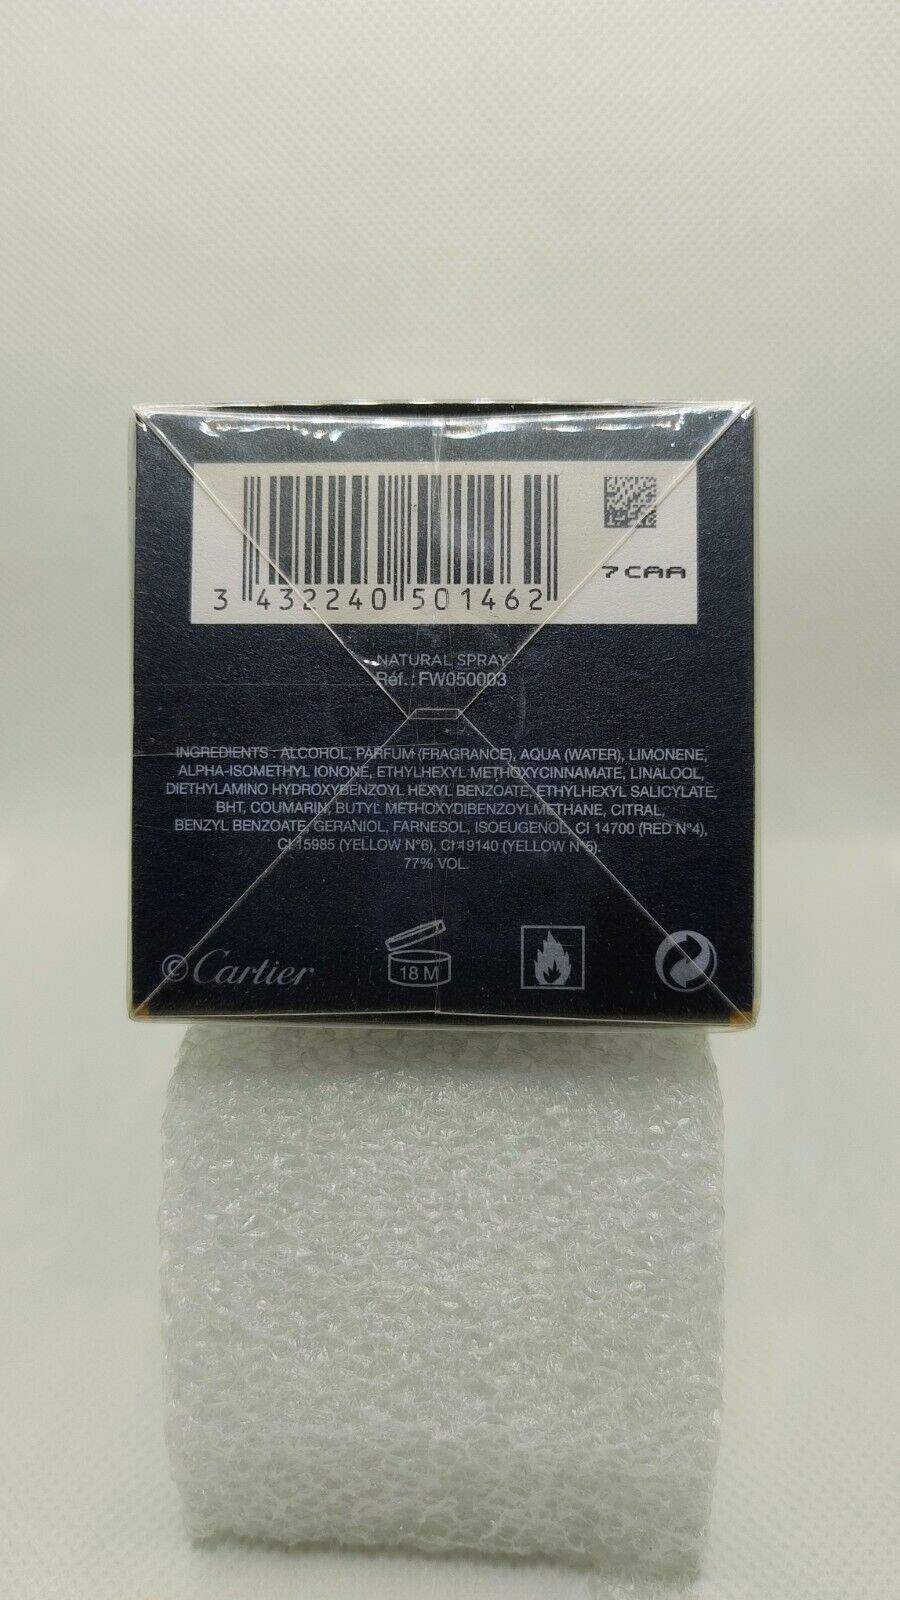 7CAA
3 432240 501462
NATURAL SPRAY
Réf.: FW050003
INGREDIENTS : ALCOHOL, PARFUM (FRAGRANCE), AQUA (WATER), LIMONENE,
ALPHA-ISOMETHYL IONONE, ETHYLHEXYL METHOXYCINNAMATE, LINALOOL,
DIETHYLAMINO HYDROXYBENZOYL HEXYL BENZOATE, ETHYLHEXYL SALICYLATE,
BHT, COUMARIN, BUTYL METHOXYDIBENZOYLMETHANE, CITRAL,
BENZYL BENZOATE, GERANIOL, FARNESOL, ISOEUGENOL, CI 14700 (RED N°4),
CI 15985 (YELLOW N°6), CI 19140 (YELLOW N°5).
77% VOL.
© Cartier
18 M